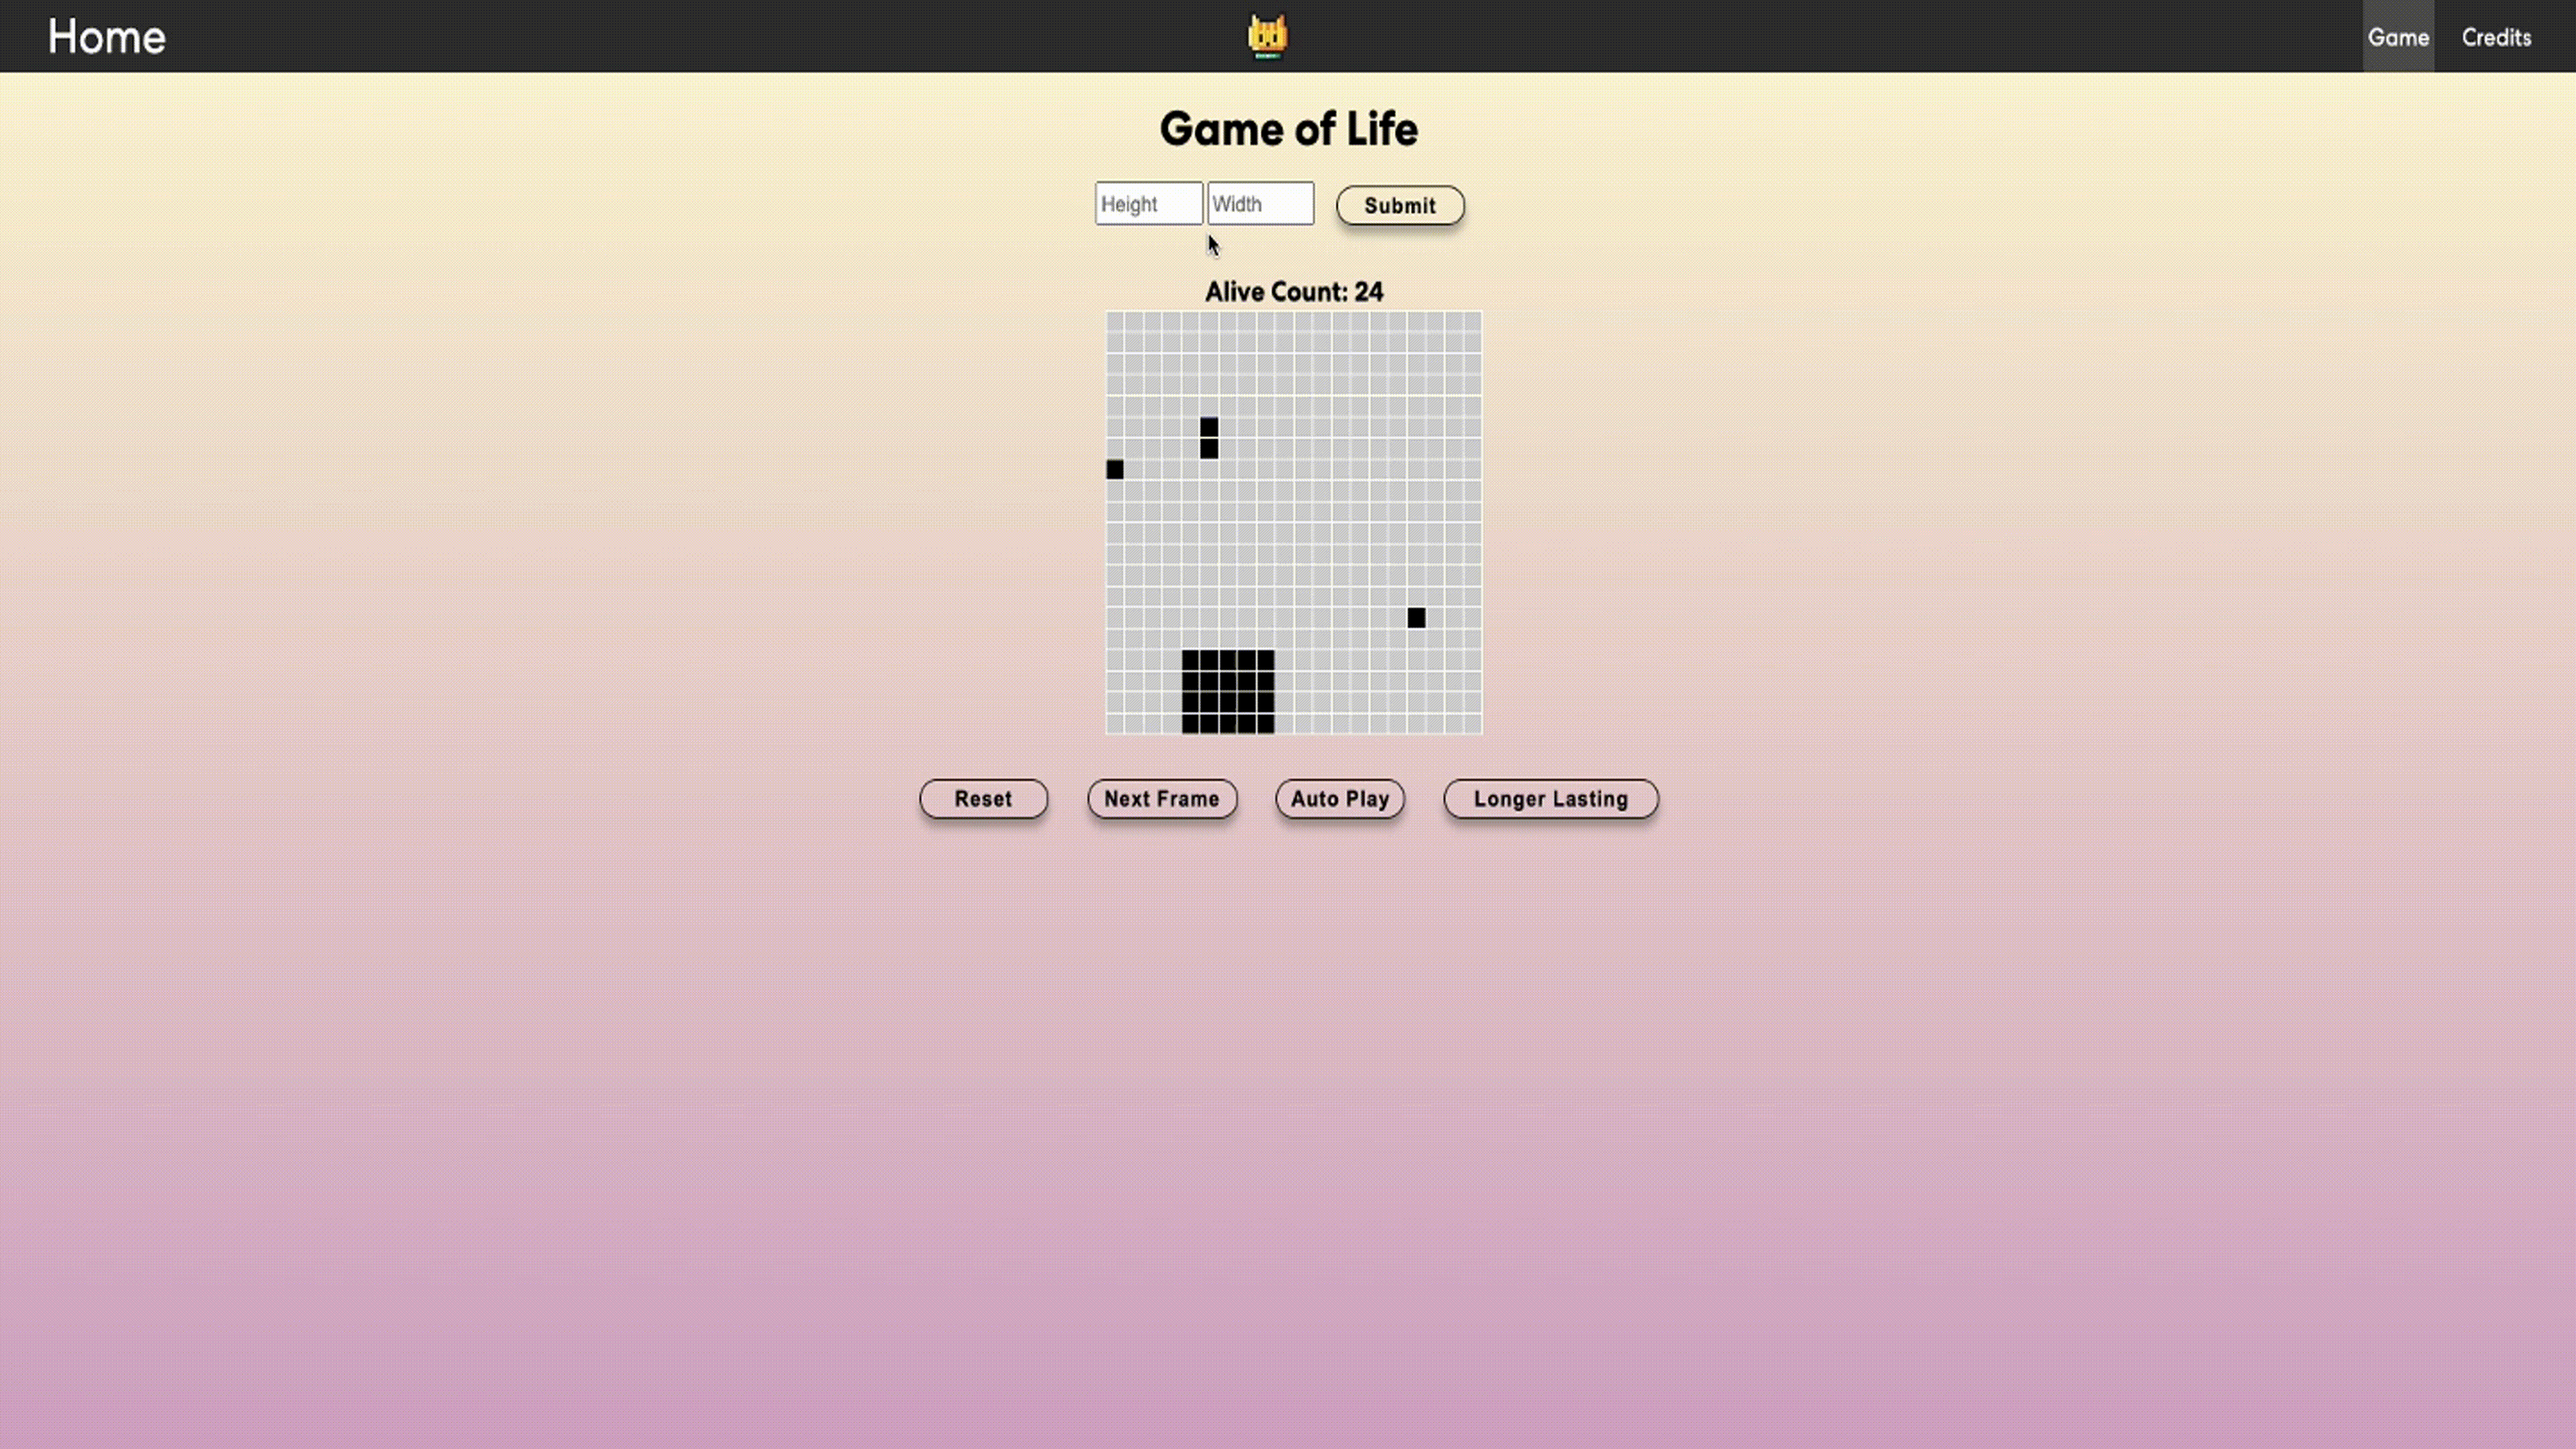 Home Game Credits
Game of Life
Height Width Submit
Alive Count: 24
Reset Next Frame Auto Play Longer Lasting